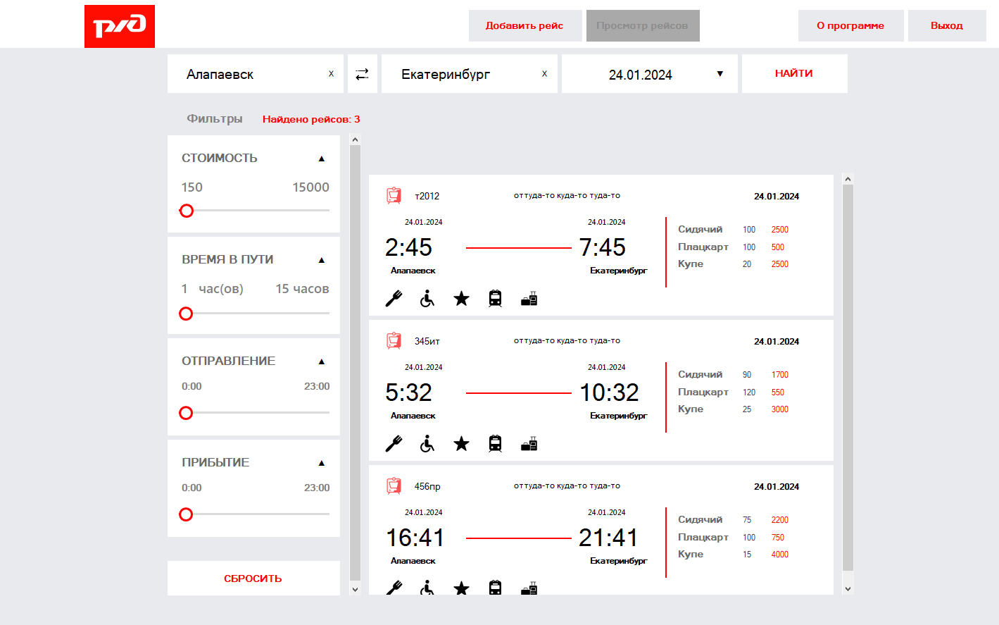 Добавить рейс
Просмотр рейсов
О программе
Выход
Алапаевск x
Екатеринбург x
24.01.2024
НАЙТИ
Фильтры
Найдено рейсов: 3
СТОИМОСТЬ
150 15000
ВРЕМЯ В ПУТИ
1 час(ов) 15 часов
ОТПРАВЛЕНИЕ
0:00 23:00
ПРИБЫТИЕ
0:00 23:00
СБРОСИТЬ
т2012 оттуда-то куда-то туда-то 24.01.2024
24.01.2024 24.01.2024
2:45 7:45
Алапаевск Екатеринбург
Сидячий 100 2500
Плацкарт 100 500
Купе 20 2500
345ит оттуда-то куда-то туда-то 24.01.2024
24.01.2024 24.01.2024
5:32 10:32
Алапаевск Екатеринбург
Сидячий 90 1700
Плацкарт 120 550
Купе 25 3000
456пр оттуда-то куда-то туда-то 24.01.2024
24.01.2024 24.01.2024
16:41 21:41
Алапаевск Екатеринбург
Сидячий 75 2200
Плацкарт 100 750
Купе 15 4000